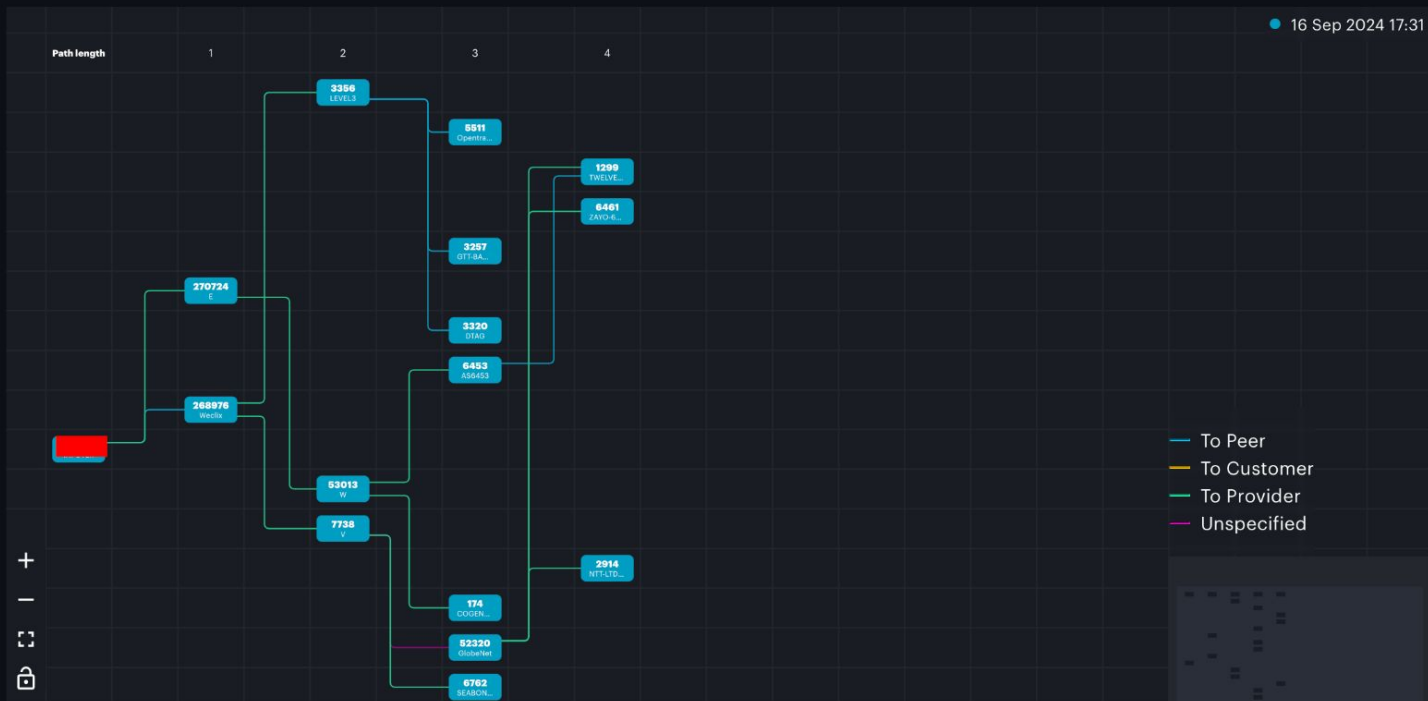 16 Sep 2024 17:31
Path length 1 2 3 4
3356
LEVEL3
5511
Opentra...
1299
TWELVE...
6461
ZAYO-6...
3257
GTT-BA...
270724
E
3320
DTAG
6453
AS6453
268976
Weclix
53013
W
7738
V
2914
NTT-LTD...
174
COGEN...
52320
GlobeNet
6762
SEABON...
To Peer
To Customer
To Provider
Unspecified